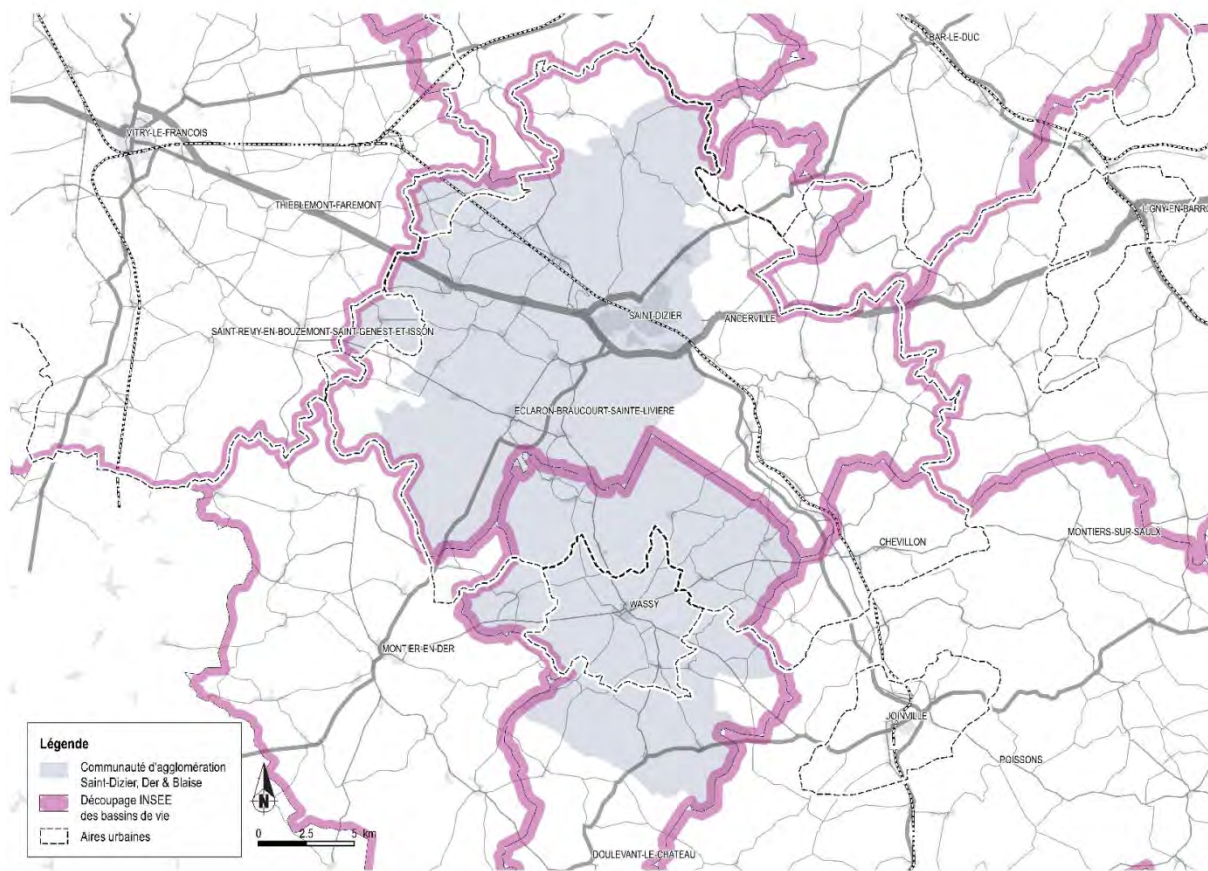 BAR-LE-DUC
VITRY-LE-FRANCOIS
THIEBLEMONT-FAREMONT
LIGNY-EN-BARRO
SAINT-DIZIER
ANCERVILLE
SAINT-REMY-EN-BOUZEMONT-SAINT-GENEST-ET-ISSON
ECLARON-BRAUCOURT-SAINTE-LIVIERE
CHEVILLON
MONTIERS-SUR-SAULX
WASSY
MONTIER-EN-DER
JOINVILLE
POISSONS
DOULEVANT-LE-CHATEAU
Légende
Communauté d'agglomération
Saint-Dizier, Der & Blaise
Découpage INSEE
des bassins de vie
Aires urbaines
N
0 2.5 5 km